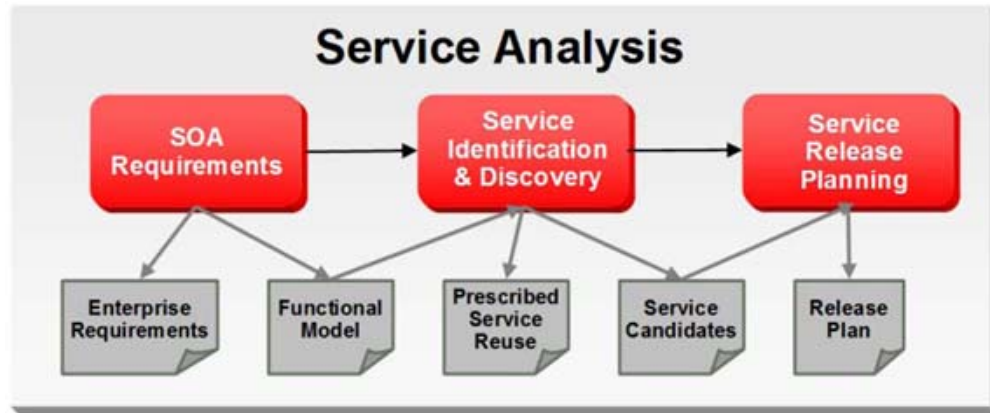 Service Analysis
SOA
Requirements
Service
Identification
& Discovery
Service
Release
Planning
Enterprise
Requirements
Functional
Model
Prescribed
Service
Reuse
Service
Candidates
Release
Plan